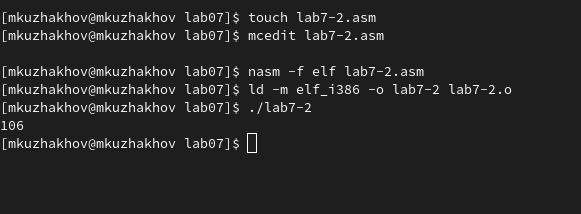 [mkuzhakhov@mkuzhakhov lab07]$ touch lab7-2.asm
[mkuzhakhov@mkuzhakhov lab07]$ mcedit lab7-2.asm
[mkuzhakhov@mkuzhakhov lab07]$ nasm -f elf lab7-2.asm
[mkuzhakhov@mkuzhakhov lab07]$ ld -m elf_i386 -o lab7-2 lab7-2.o
[mkuzhakhov@mkuzhakhov lab07]$ ./lab7-2
106
[mkuzhakhov@mkuzhakhov lab07]$